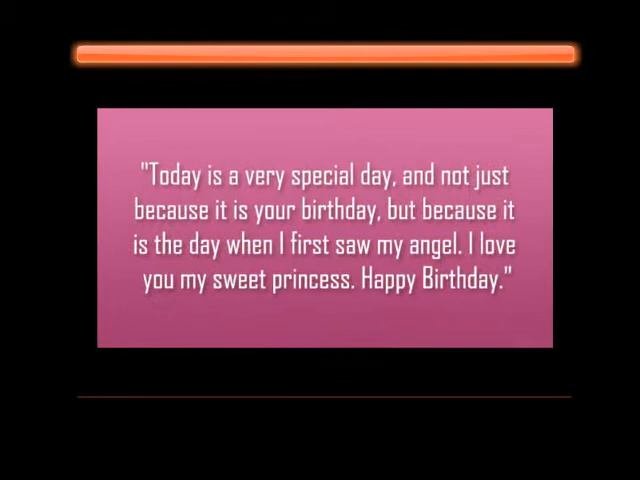 "Today is a very special day, and not just
because it is your birthday, but because it
is the day when I first saw my angel. I love
you my sweet princess. Happy Birthday."